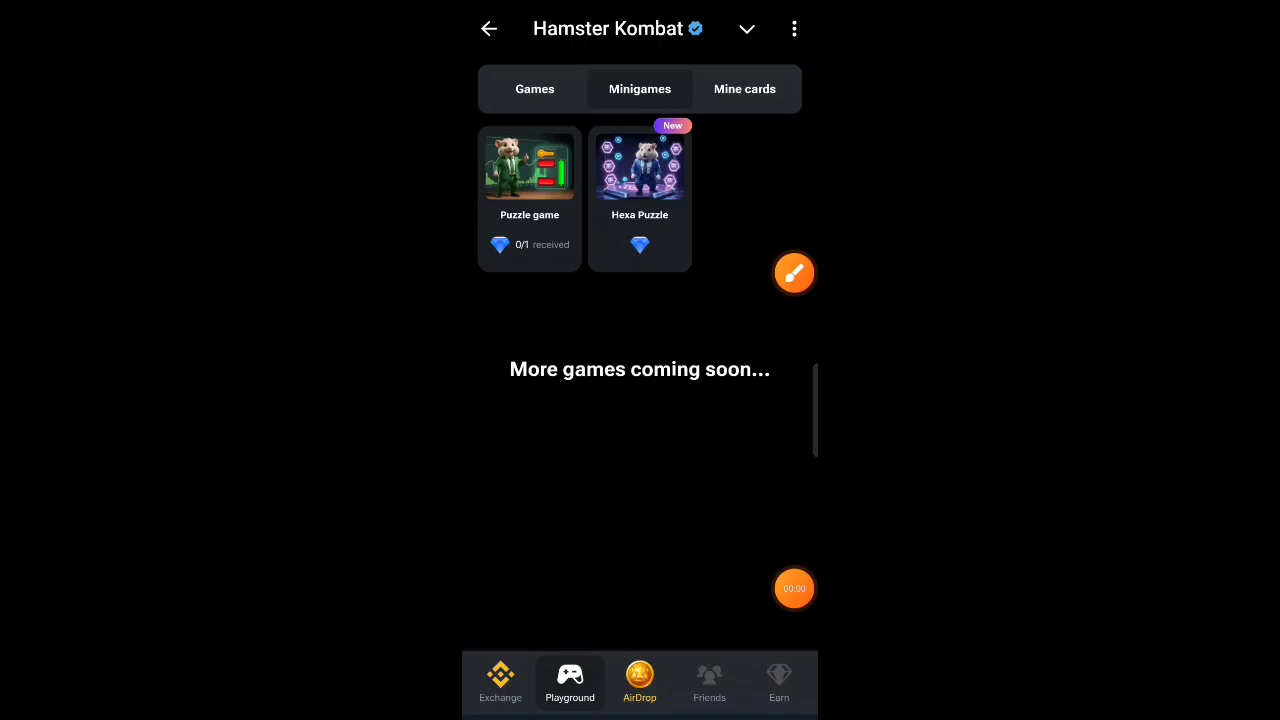 Hamster Kombat
Games
Minigames
Mine cards
New
Puzzle game
Hexa Puzzle
0/1 received
More games coming soon...
00:00
Exchange
Playground
AirDrop
Friends
Earn